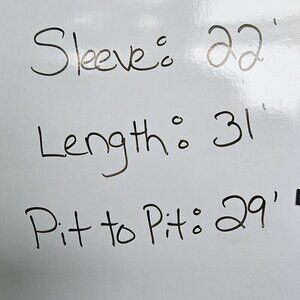 Sleeve: 22'
Length: 31'
Pit to Pit: 29'